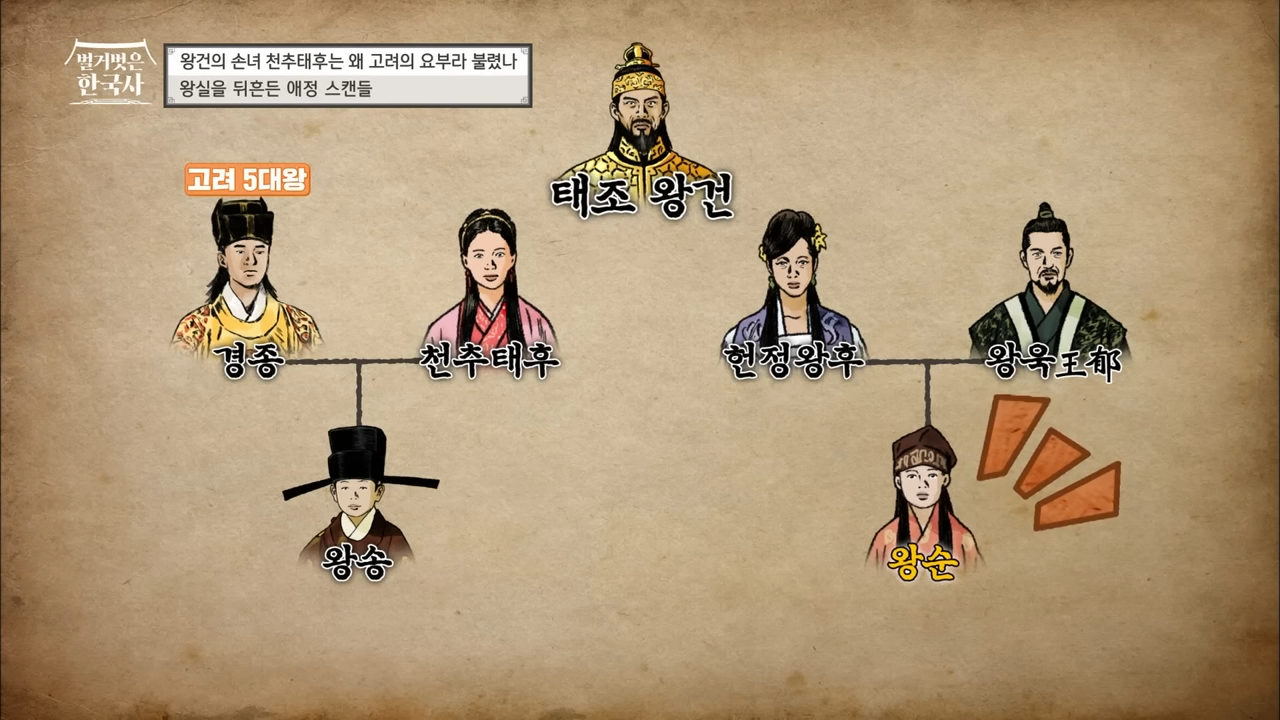 벌거벗은
한국사
왕건의 손녀 천추태후는 왜 고려의 요부라 불렸나
왕실을 뒤흔든 애정 스캔들
태조 왕건
고려 5대왕
경종
천추태후
헌정왕후
왕욱王郁
왕송
왕순